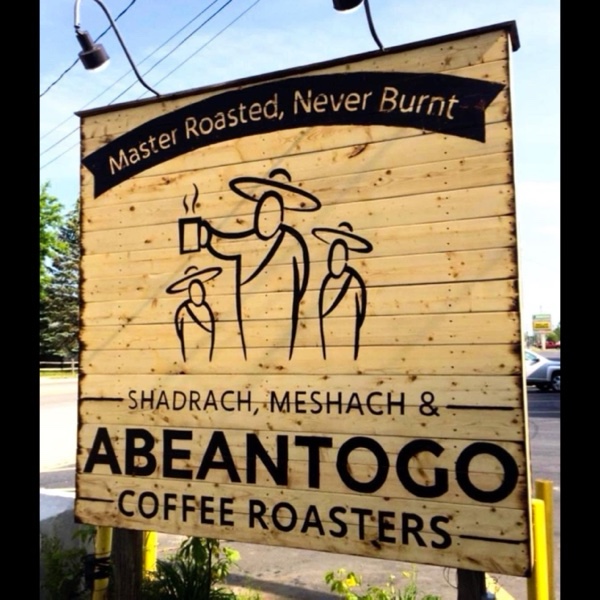 Master Roasted, Never Burnt
SHADRACH, MESHACH &
ABEANTOGO
COFFEE ROASTERS